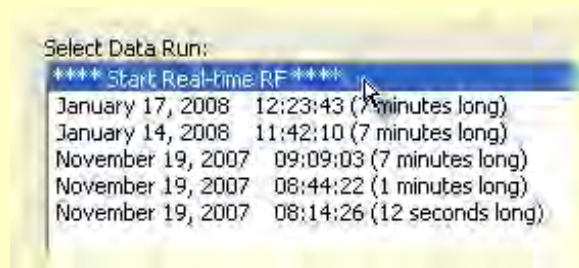 Select Data Run:
**** Start Real-time RF ****
January 17, 2008 12:23:43 (7 minutes long)
January 14, 2008 11:42:10 (7 minutes long)
November 19, 2007 09:09:03 (7 minutes long)
November 19, 2007 08:44:22 (1 minutes long)
November 19, 2007 08:14:26 (12 seconds long)